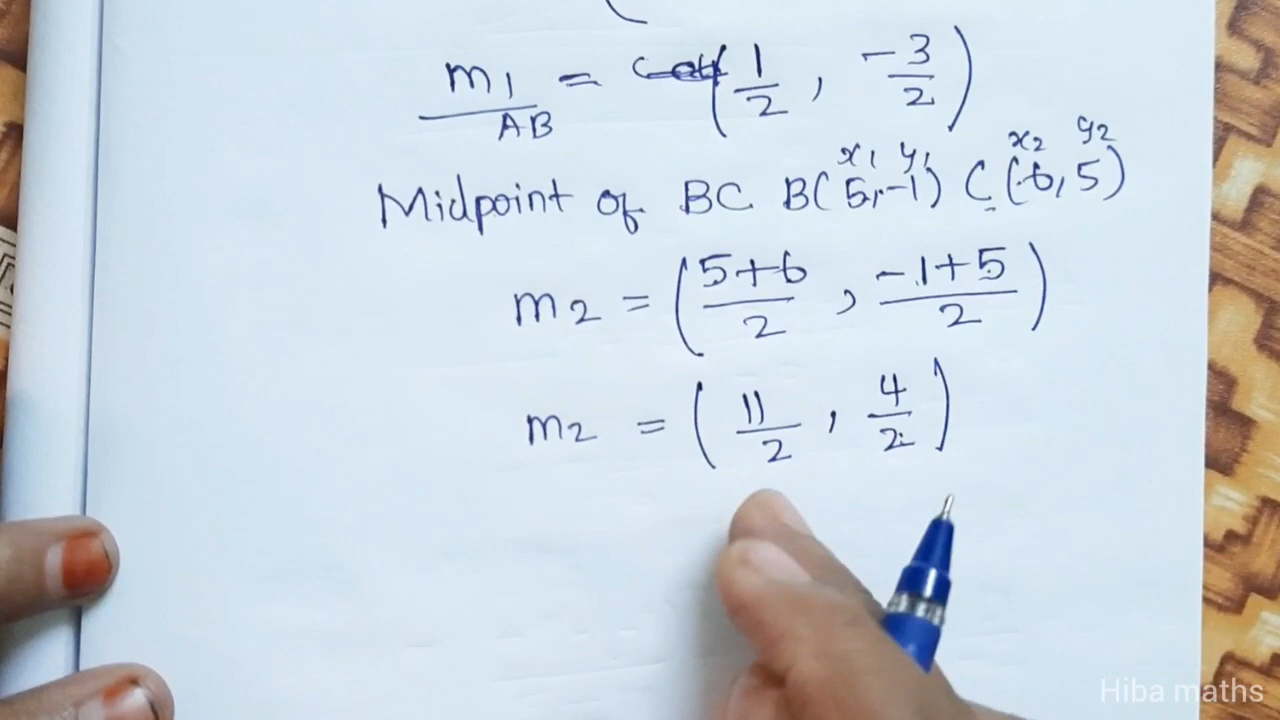 m1 = (1/2, -3/2)
AB
x1 y1 x2 y2
Midpoint of BC B(5,-1) C(6,5)
m2 = (5+6/2, -1+5/2)
m2 = (11/2, 4/2)
Hiba maths